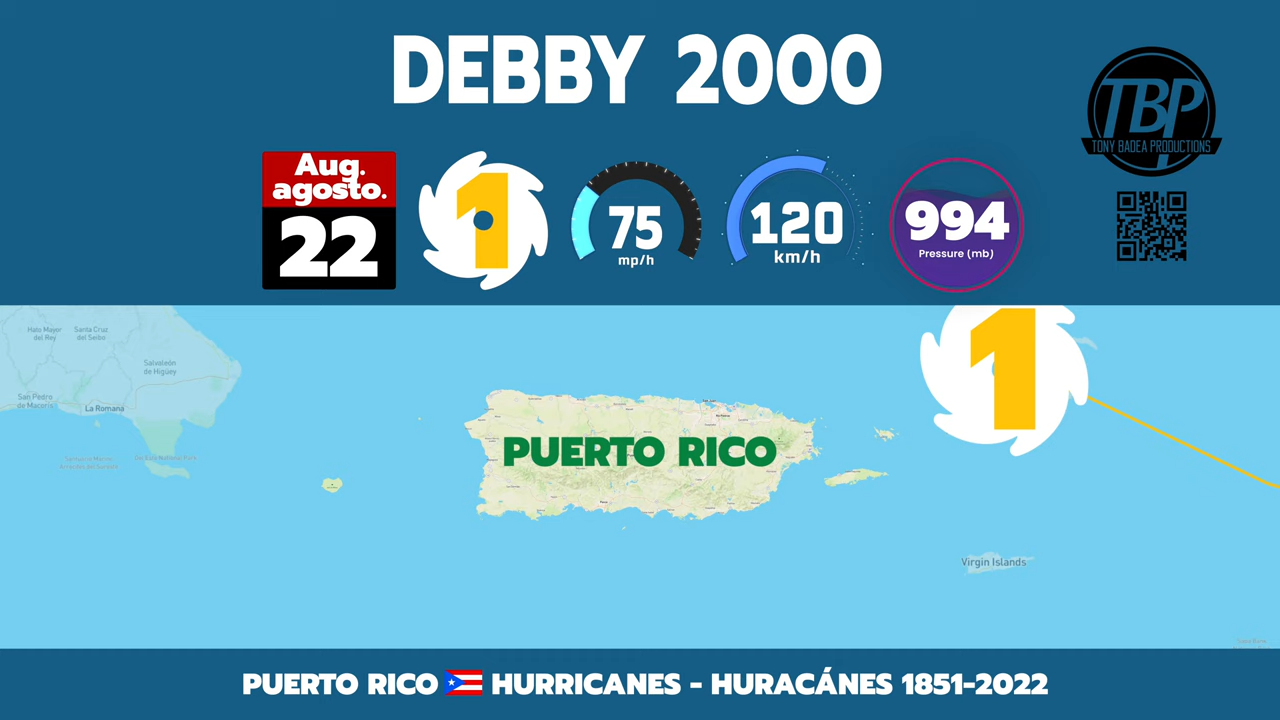 DEBBY 2000
TBP
TONY BADEA PRODUCTIONS
Aug.
agosto.
22
1
75
mp/h
120
km/h
994
Pressure (mb)
1
Hato Mayor
del Rey
Santa Cruz
del Seibo
Salvaleón
de Higüey
San Pedro
de Macorís
La Romana
PUERTO RICO
Virgin Islands
PUERTO RICO HURRICANES - HURACÁNES 1851-2022